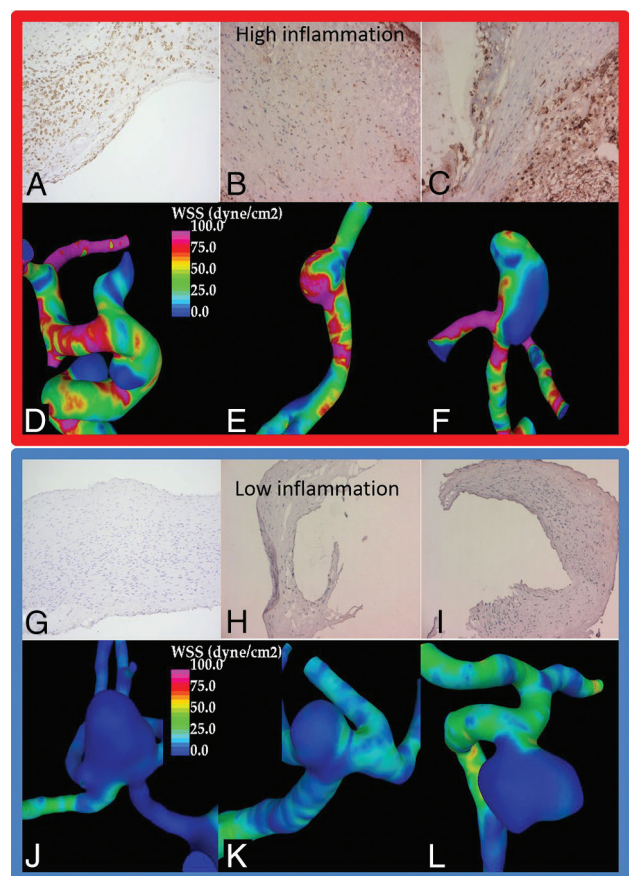 High inflammation
A
B
C
WSS (dyne/cm2)
100.0
75.0
50.0
25.0
0.0
D
E
F
Low inflammation
G
H
I
WSS (dyne/cm2)
100.0
75.0
50.0
25.0
0.0
J
K
L